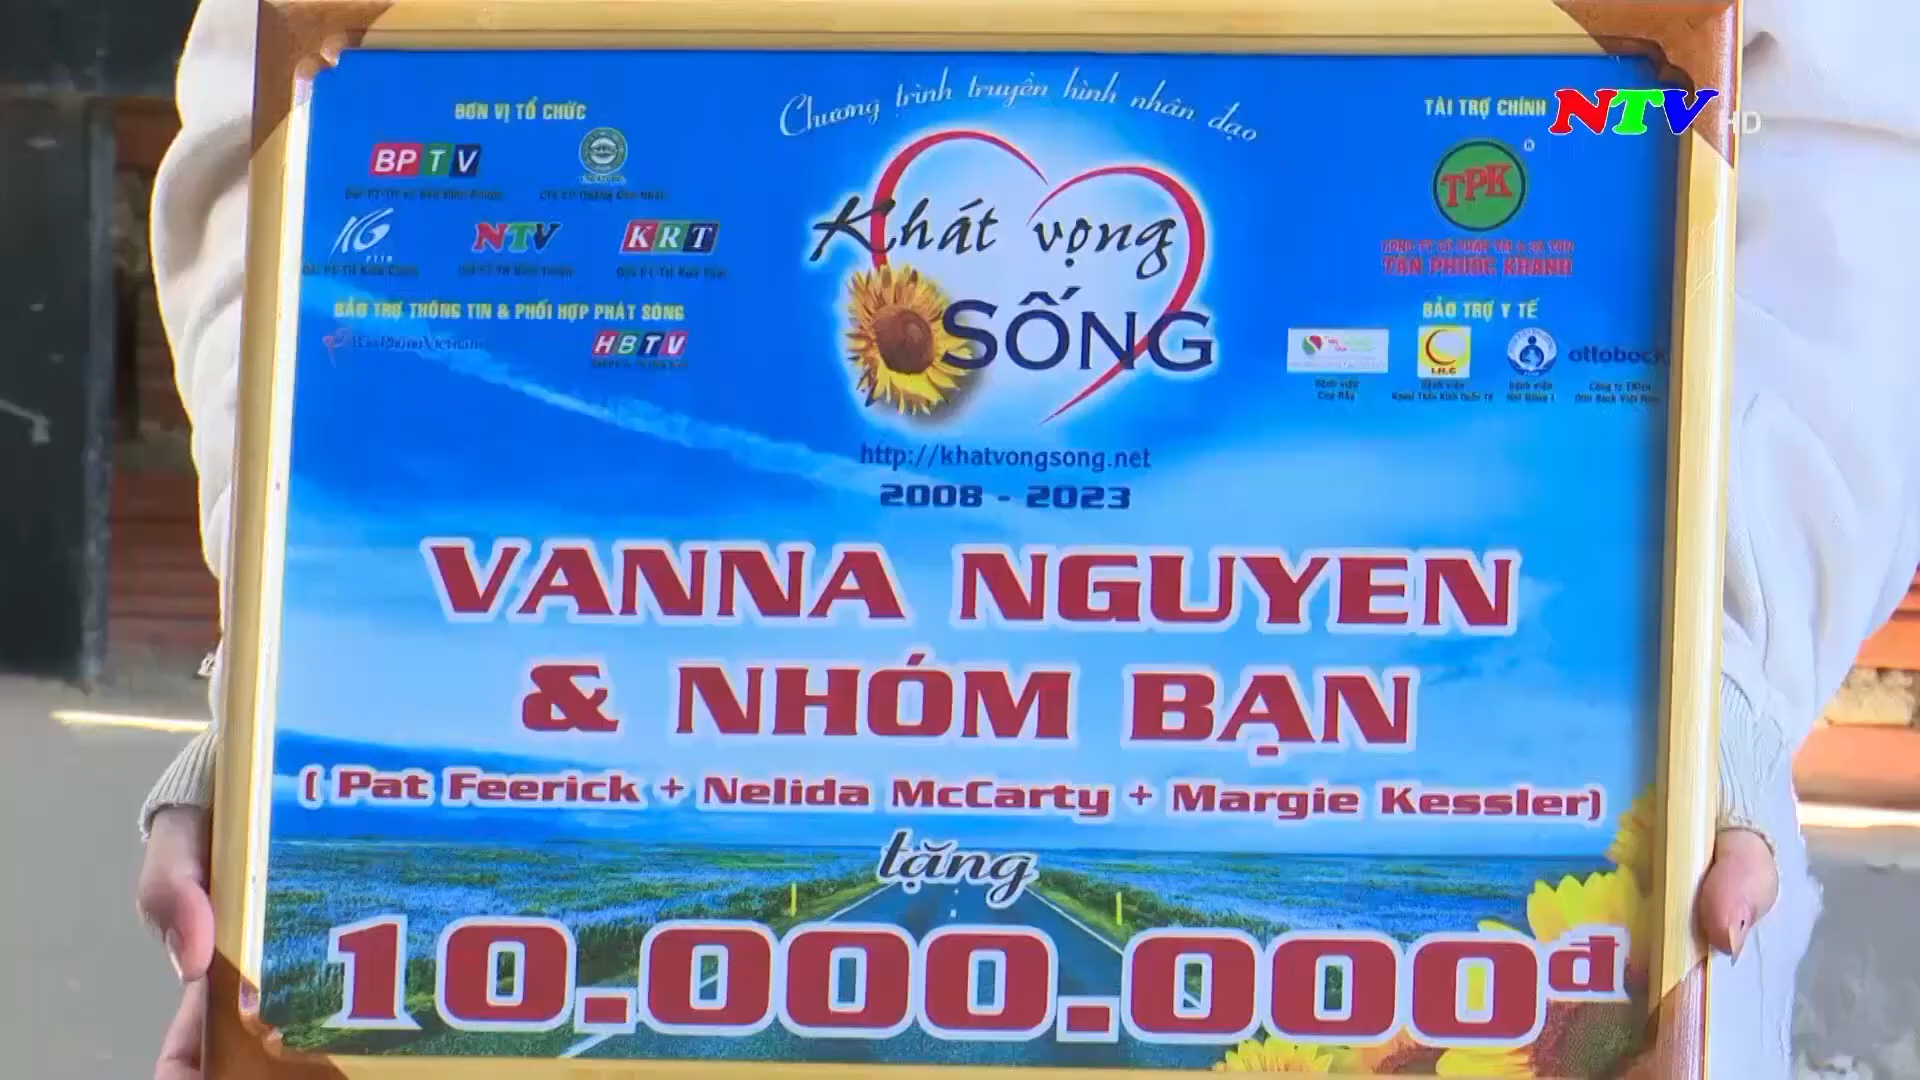 Chương trình truyền hình nhân đạo
Khát vọng
SỐNG
http://khatvongsong.net
2008 - 2023
ĐƠN VỊ TỔ CHỨC
BPTV
NTV
KRT
BẢO TRỢ THÔNG TIN & PHỐI HỢP PHÁT SÓNG
HBTV
TÀI TRỢ CHÍNH
NTV HD
TPK
TÂN PHƯỚC KHANH
BẢO TRỢ Y TẾ
ottobock
VANNA NGUYEN
& NHÓM BẠN
( Pat Feerick + Nelida McCarty + Margie Kessler)
tặng
10.000.000đ